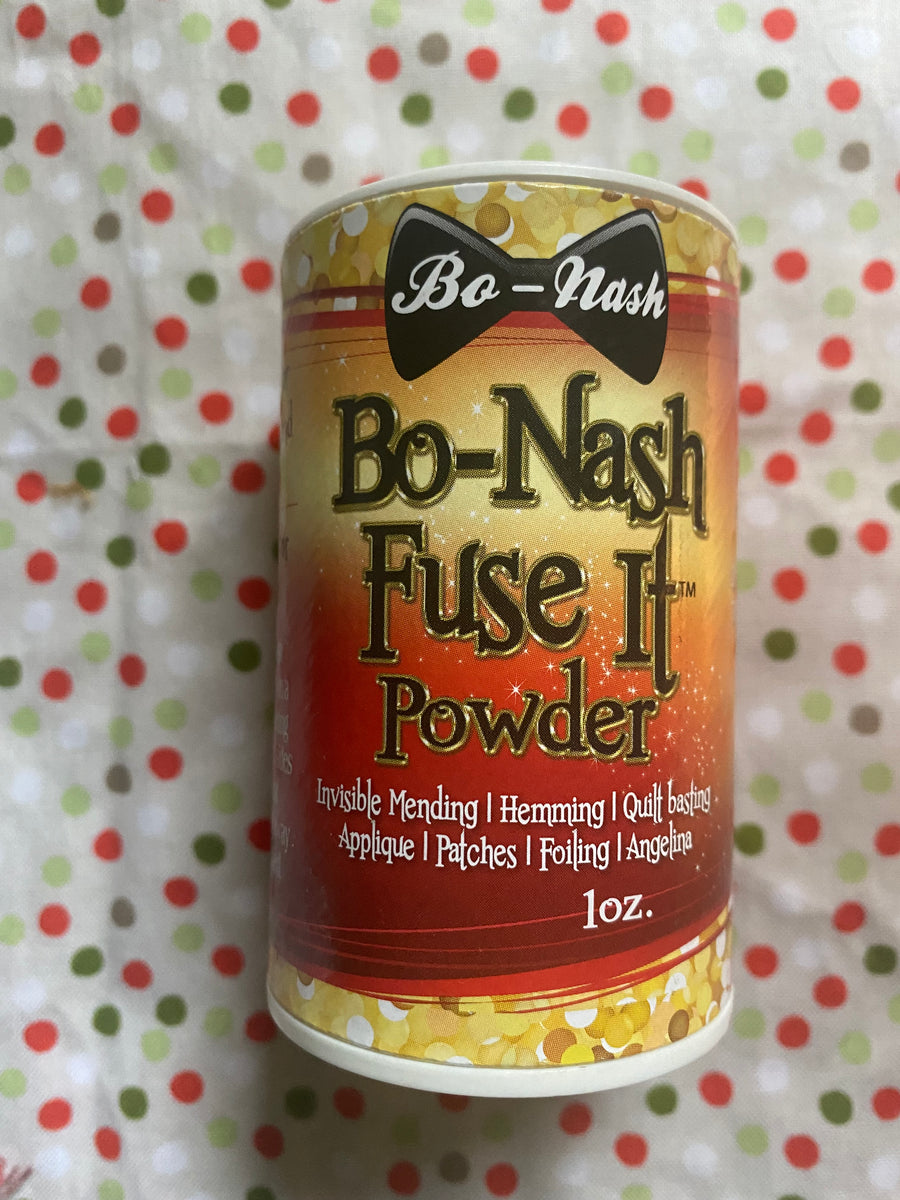 Bo-Nash
Bo-Nash
Fuse It™
Powder
Invisible Mending | Hemming | Quilt basting
Applique | Patches | Foiling | Angelina
1oz.